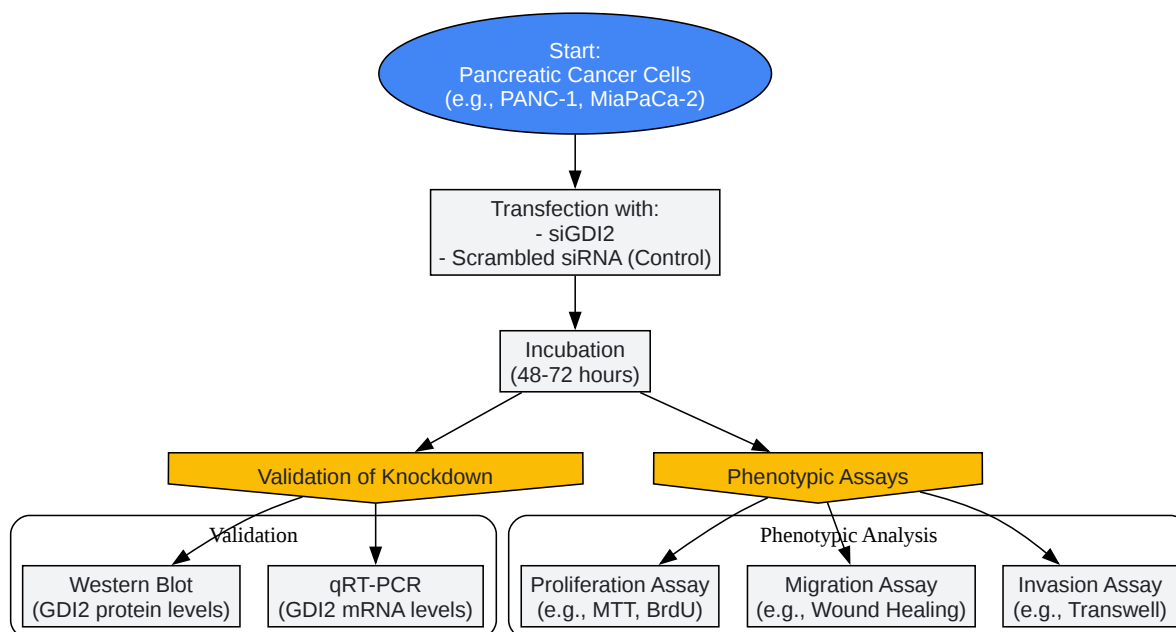 Start:
Pancreatic Cancer Cells
(e.g., PANC-1, MiaPaCa-2)
Transfection with:
- siGDI2
- Scrambled siRNA (Control)
Incubation
(48-72 hours)
Validation of Knockdown
Phenotypic Assays
Validation
Phenotypic Analysis
Western Blot
(GDI2 protein levels)
qRT-PCR
(GDI2 mRNA levels)
Proliferation Assay
(e.g., MTT, BrdU)
Migration Assay
(e.g., Wound Healing)
Invasion Assay
(e.g., Transwell)